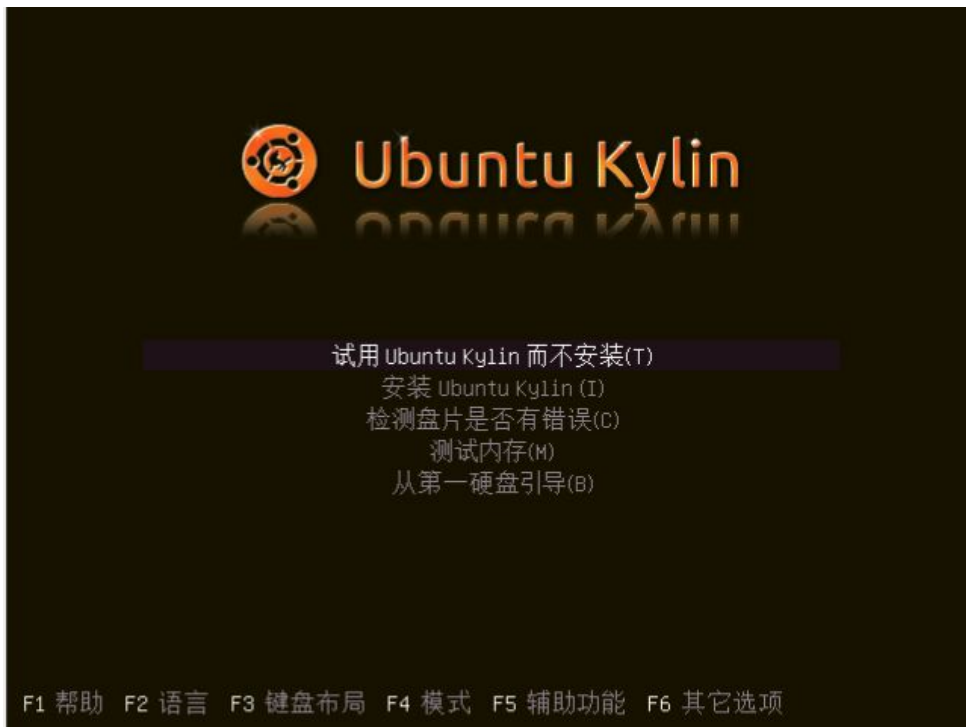 Ubuntu Kylin
试用 Ubuntu Kylin 而不安装(T)
安装 Ubuntu Kylin (I)
检测盘片是否有错误(C)
测试内存(M)
从第一硬盘引导(B)
F1 帮助 F2 语言 F3 键盘布局 F4 模式 F5 辅助功能 F6 其它选项